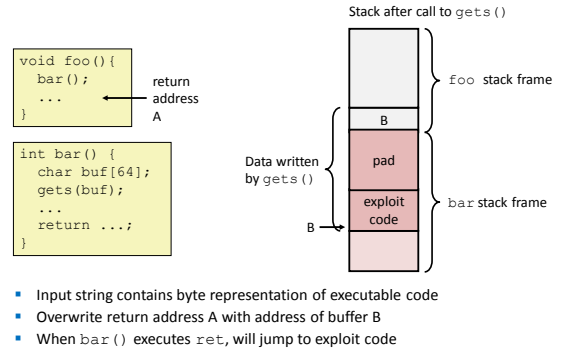 Stack after call to gets()
void foo(){
bar();
...
}
return
address
A
int bar() {
char buf[64];
gets(buf);
...
return ...;
}
foo stack frame
B
Data written
by gets()
pad
exploit
code
B
bar stack frame
Input string contains byte representation of executable code
Overwrite return address A with address of buffer B
When bar() executes ret, will jump to exploit code